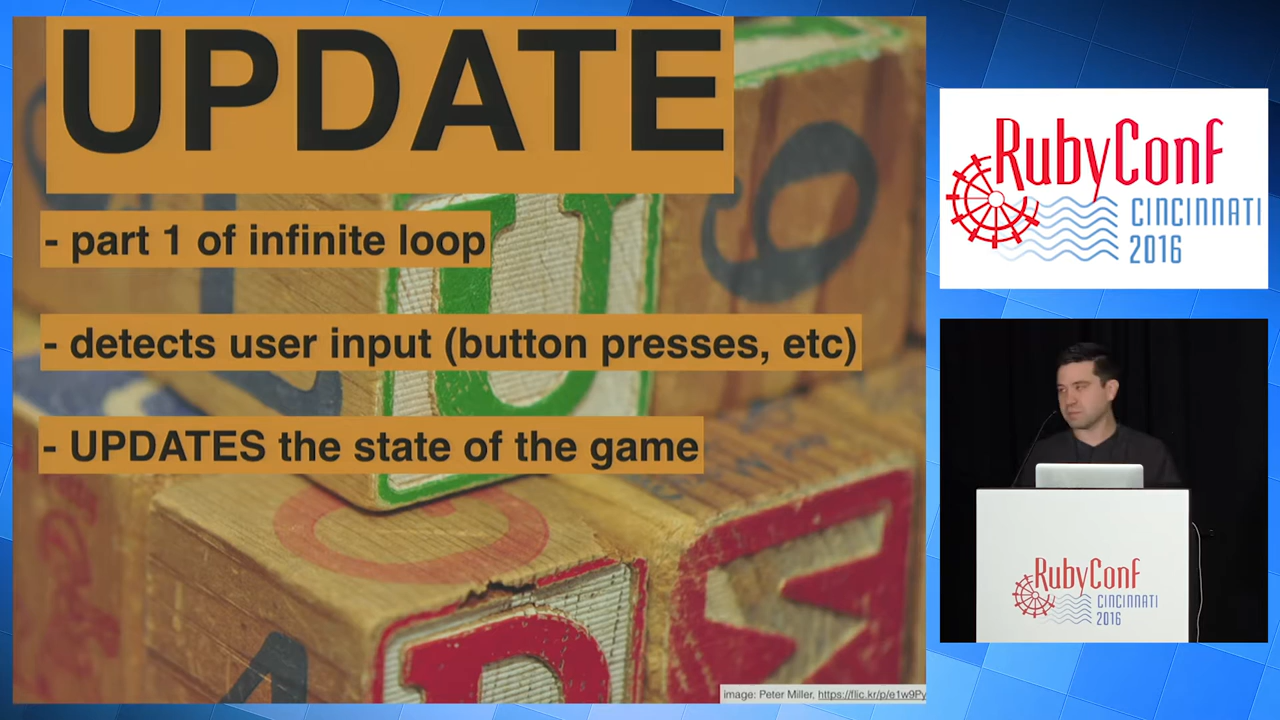 UPDATE
- part 1 of infinite loop
- detects user input (button presses, etc)
- UPDATES the state of the game
image: Peter Miller, https://flic.kr/p/e1w9Py
RubyConf
CINCINNATI
2016
RubyConf
CINCINNATI
2016